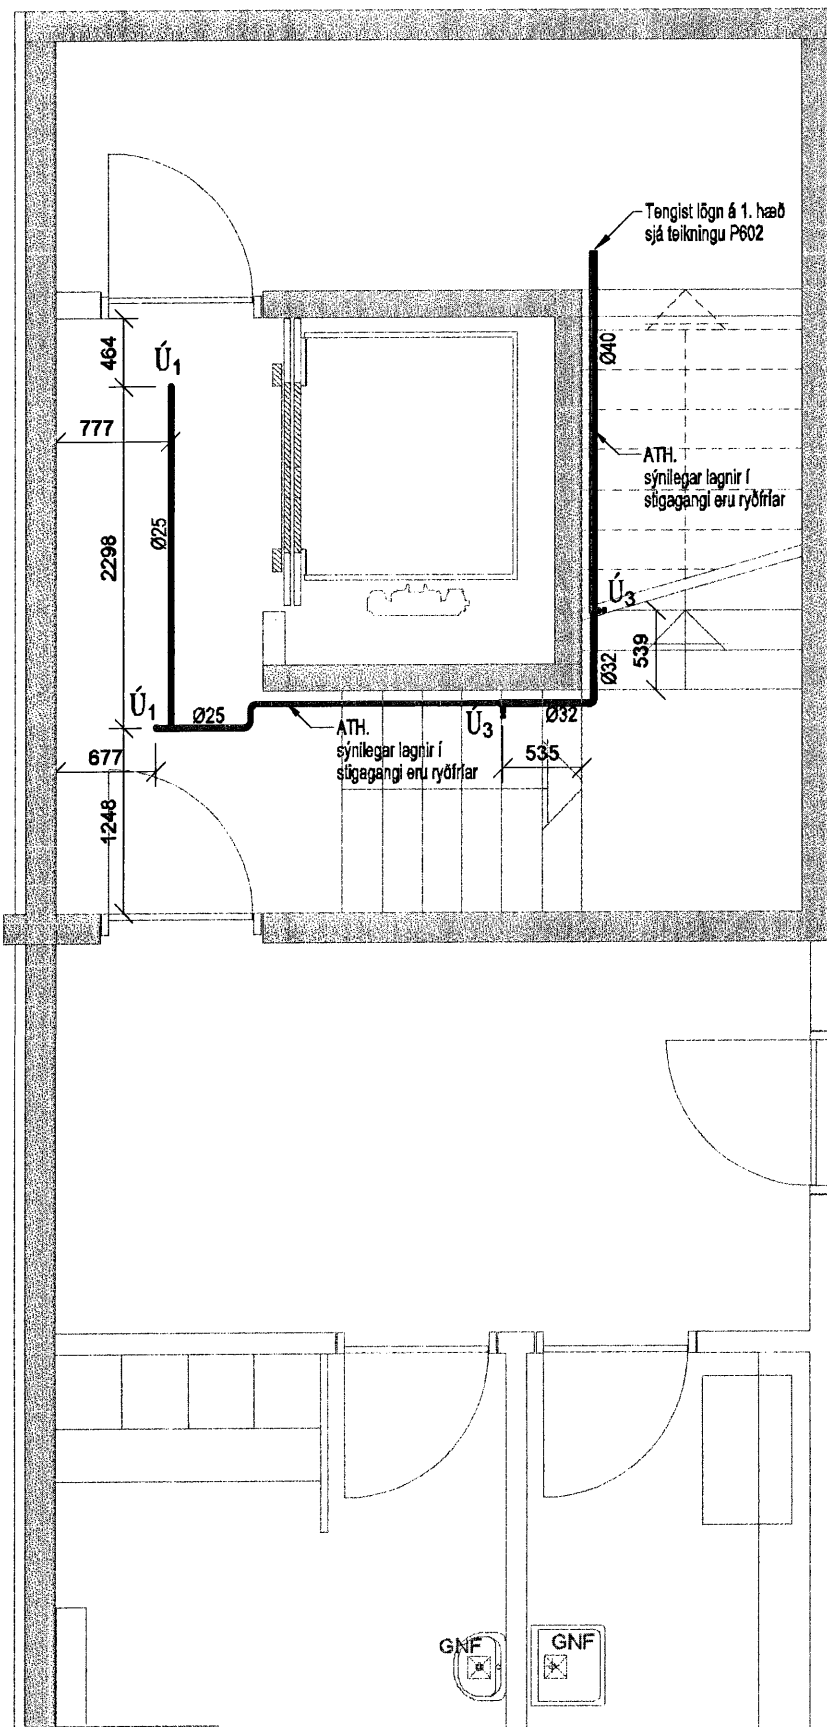 Tengist lögn á 1. hæð
sjá teikningu P602
464
Ú1
Ø40
777
ATH.
sýnilegar lagnir í
stigagangi eru ryðfríar
Ø25
2298
Ú3
539
Ø32
Ú1
Ø25
ATH.
sýnilegar lagnir í
stigagangi eru ryðfríar
Ú3
Ø32
677
535
1248
GNF
GNF